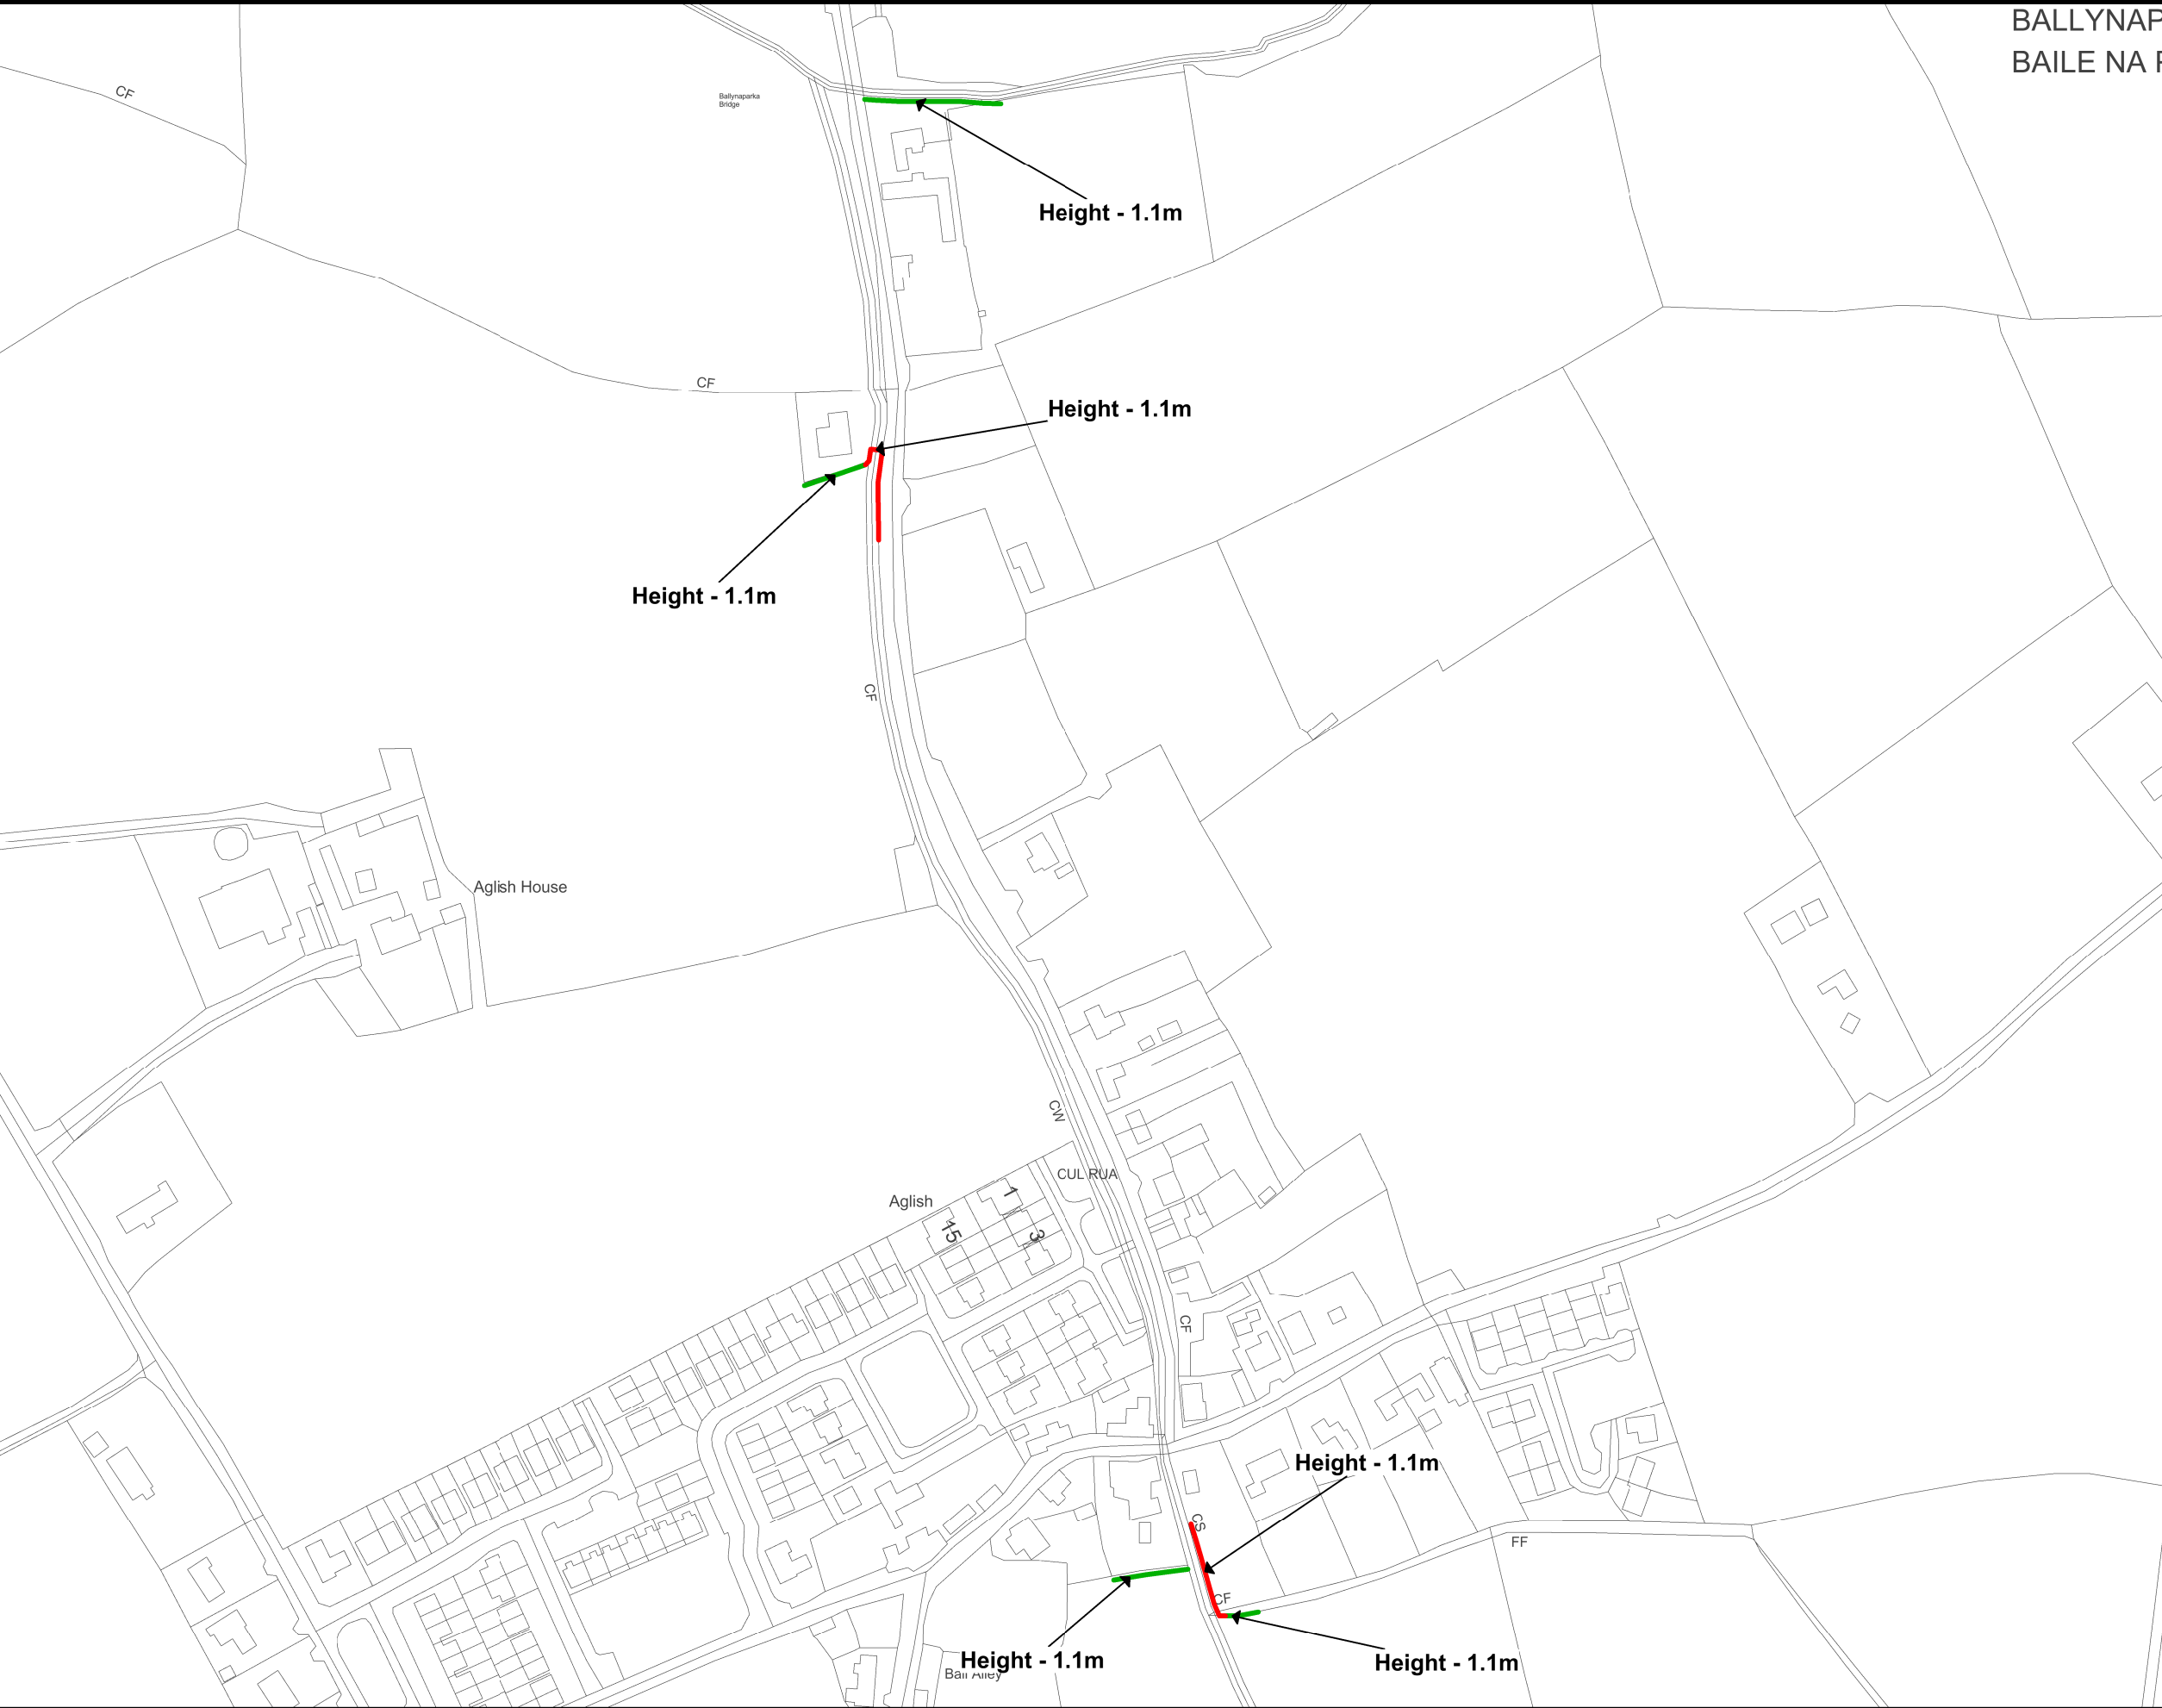 BALLYNAP
BAILE NA
CF
Ballynaparka
Bridge
Height - 1.1m
CF
Height - 1.1m
Height - 1.1m
CF
Aglish House
CW
CUL RUA
Aglish
1
15
3
CF
Height - 1.1m
CS
FF
CF
Height - 1.1m
Height - 1.1m
Ball Alley